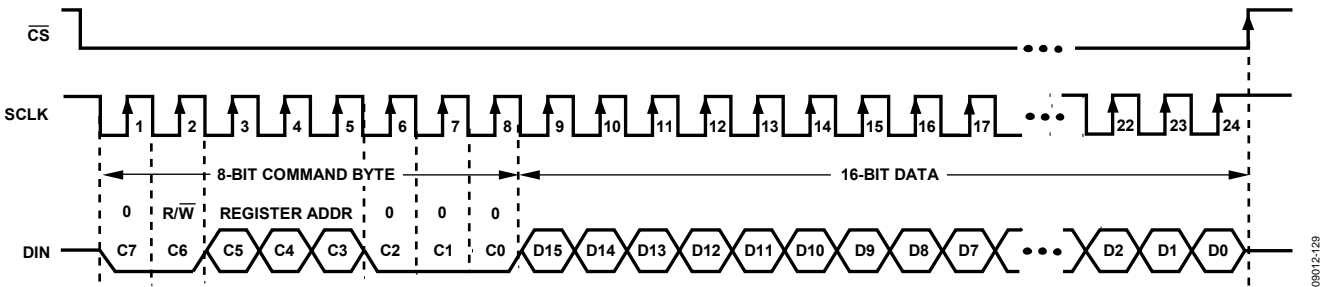 CS
SCLK
1 2 3 4 5 6 7 8 9 10 11 12 13 14 15 16 17 22 23 24
8-BIT COMMAND BYTE 16-BIT DATA
0 R/W REGISTER ADDR 0 0 0
DIN C7 C6 C5 C4 C3 C2 C1 C0 D15 D14 D13 D12 D11 D10 D9 D8 D7 D2 D1 D0
09012-129